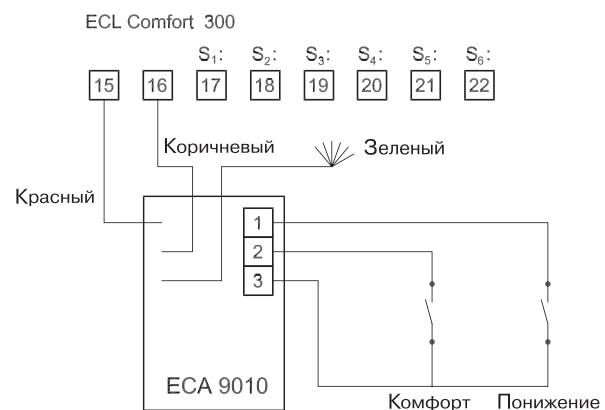 ECL Comfort 300
S₁: S₂: S₃: S₄: S₅: S₆:
15 16 17 18 19 20 21 22
Коричневый Зеленый
Красный
1
2
3
ECA 9010
Комфорт Понижение